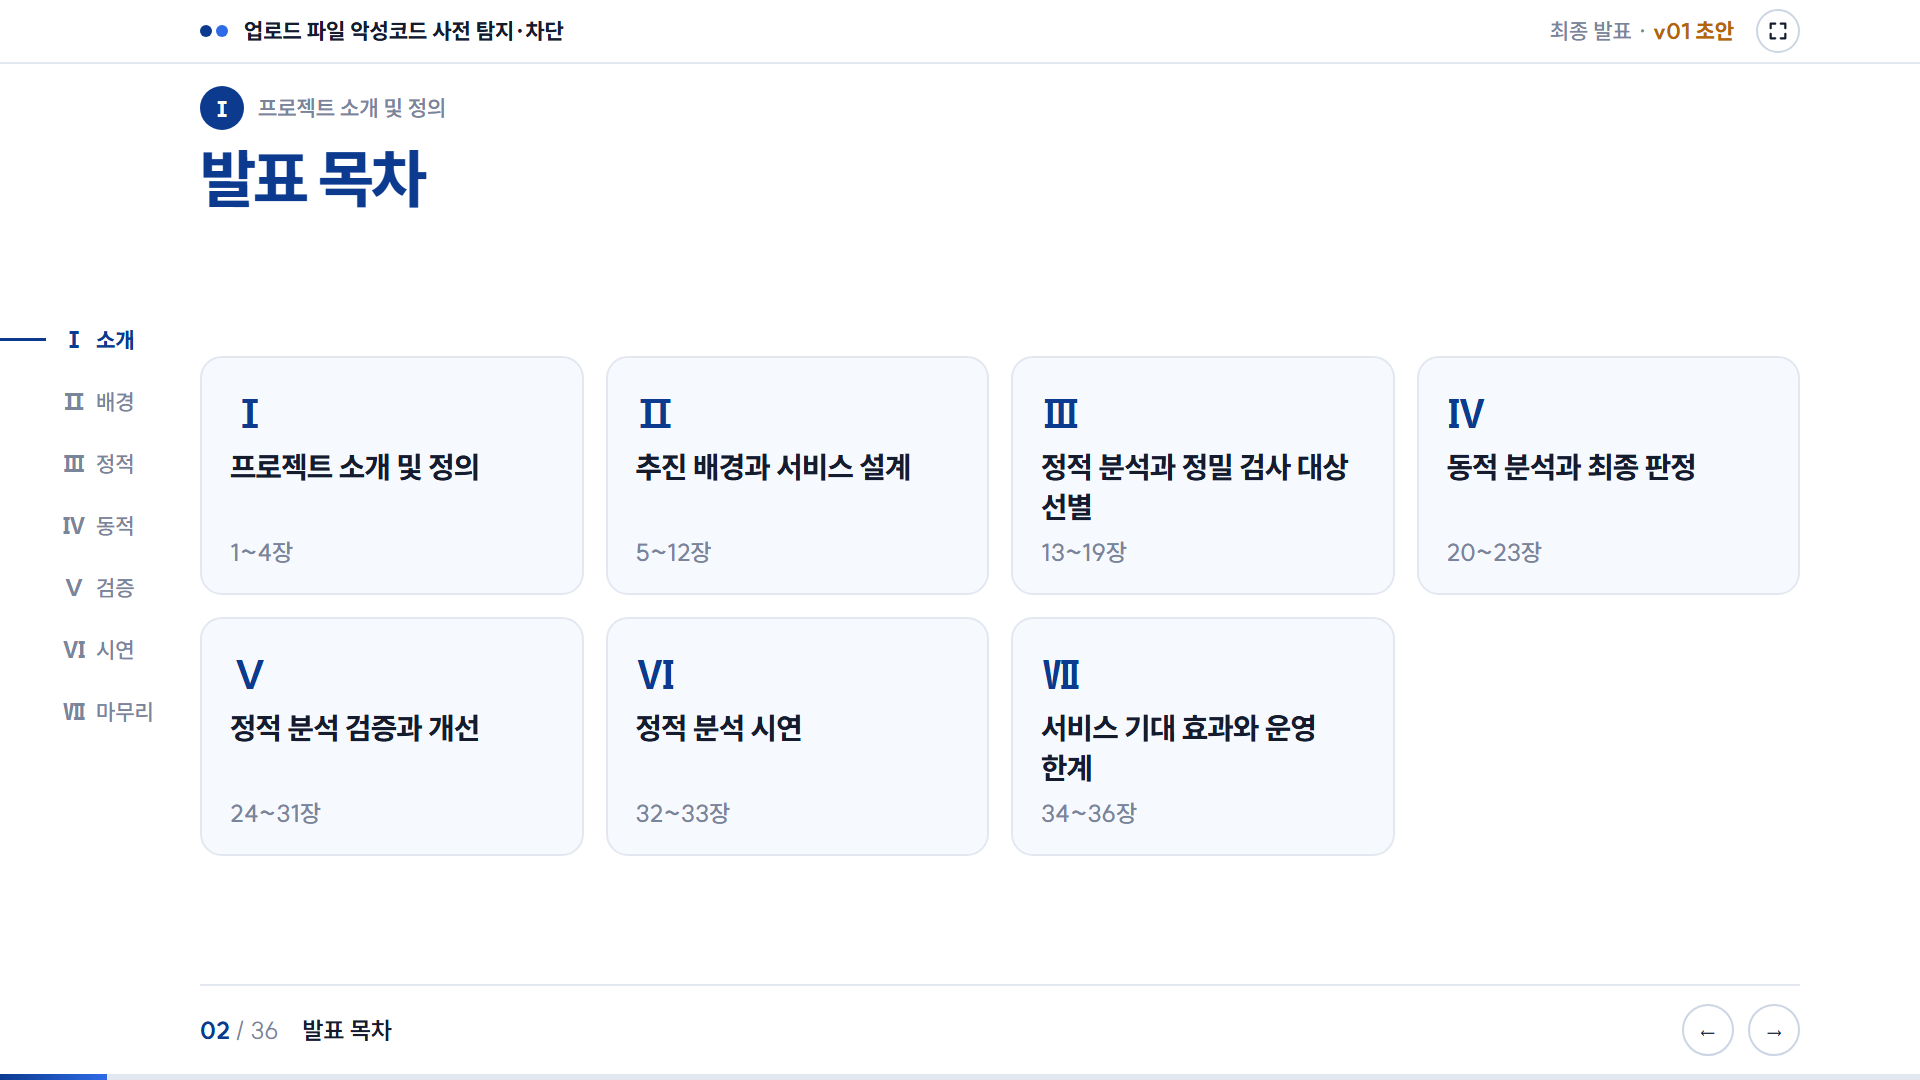 업로드 파일 악성코드 사전 탐지·차단
최종 발표 · v01 초안
Ⅰ 프로젝트 소개 및 정의
발표 목차
Ⅰ 소개
Ⅱ 배경
Ⅲ 정적
Ⅳ 동적
Ⅴ 검증
Ⅵ 시연
Ⅶ 마무리
Ⅰ
프로젝트 소개 및 정의
1~4장
Ⅱ
추진 배경과 서비스 설계
5~12장
Ⅲ
정적 분석과 정밀 검사 대상
선별
13~19장
Ⅳ
동적 분석과 최종 판정
20~23장
Ⅴ
정적 분석 검증과 개선
24~31장
Ⅵ
정적 분석 시연
32~33장
Ⅶ
서비스 기대 효과와 운영
한계
34~36장
02 / 36 발표 목차
← →